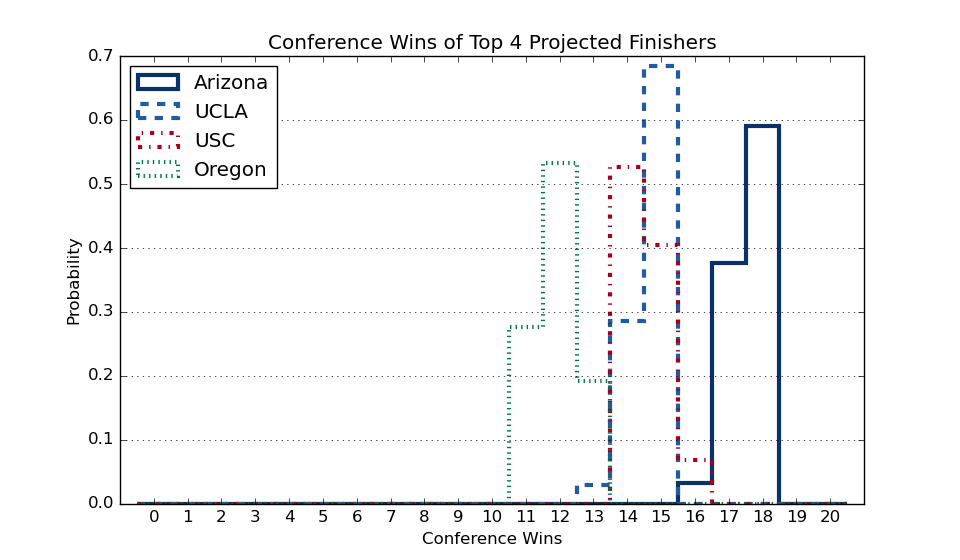 Conference Wins of Top 4 Projected Finishers
Arizona
UCLA
USC
Oregon
0.7
0.6
0.5
0.4
0.3
0.2
0.1
0.0
Probability
0 1 2 3 4 5 6 7 8 9 10 11 12 13 14 15 16 17 18 19 20
Conference Wins